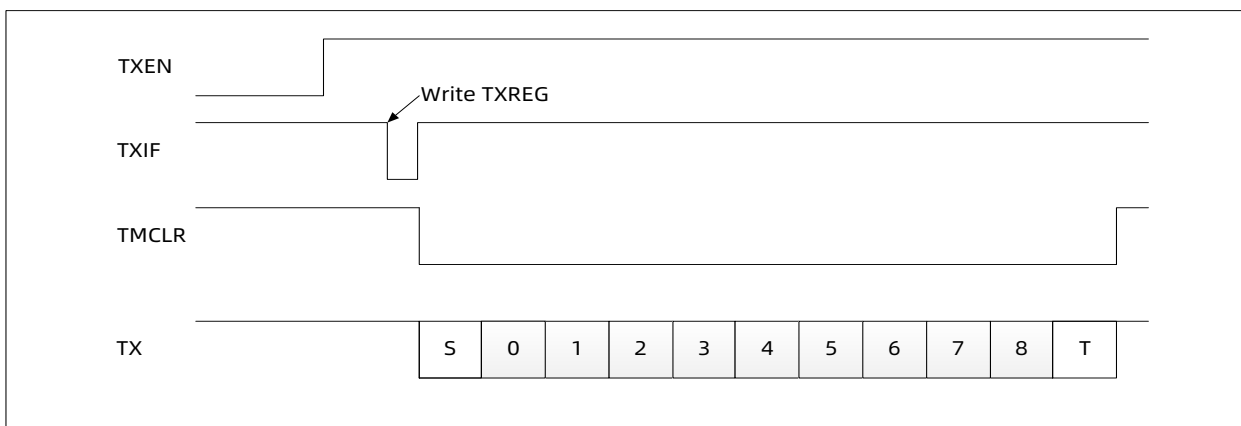 TXEN
Write TXREG
TXIF
TMCLR
TX S 0 1 2 3 4 5 6 7 8 T